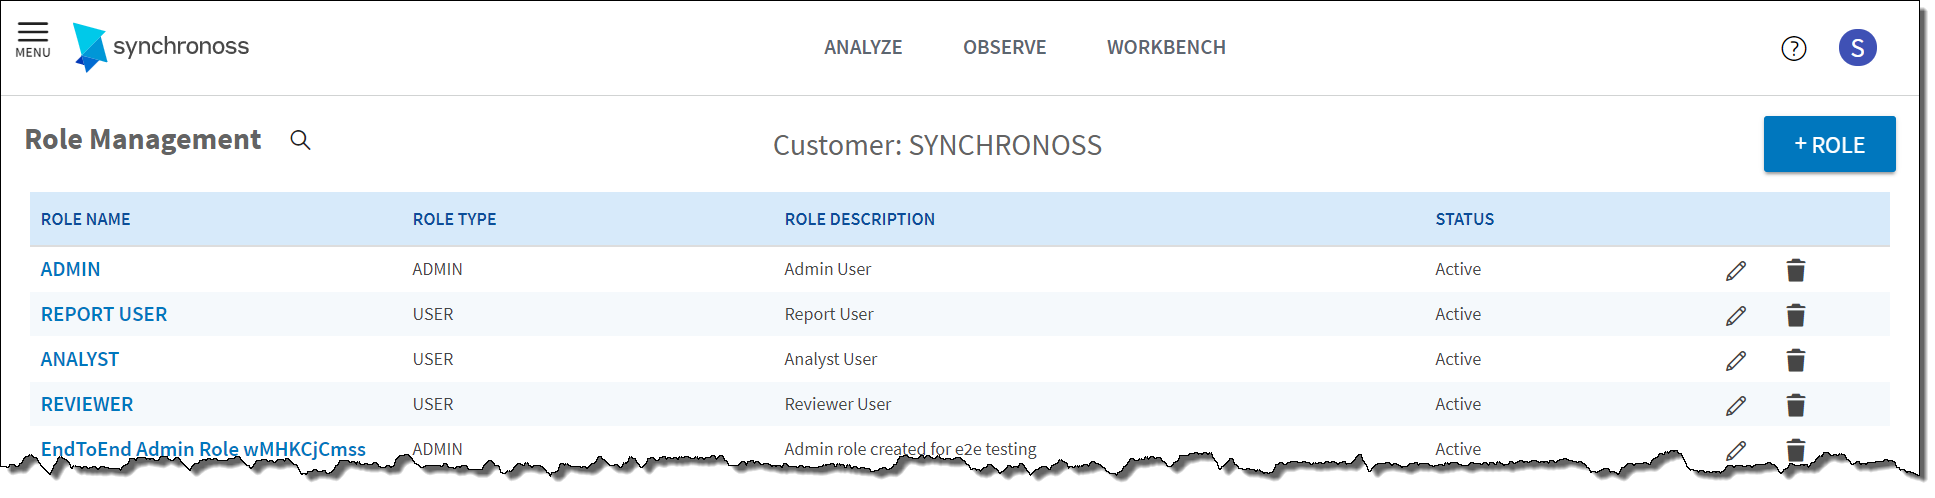 MENU synchronoss ANALYZE OBSERVE WORKBENCH ? S
Role Management Customer: SYNCHRONOSS + ROLE
ROLE NAME ROLE TYPE ROLE DESCRIPTION STATUS
ADMIN ADMIN Admin User Active
REPORT USER USER Report User Active
ANALYST USER Analyst User Active
REVIEWER USER Reviewer User Active
EndToEnd Admin Role wMHKCjCmss ADMIN Admin role created for e2e testing Active